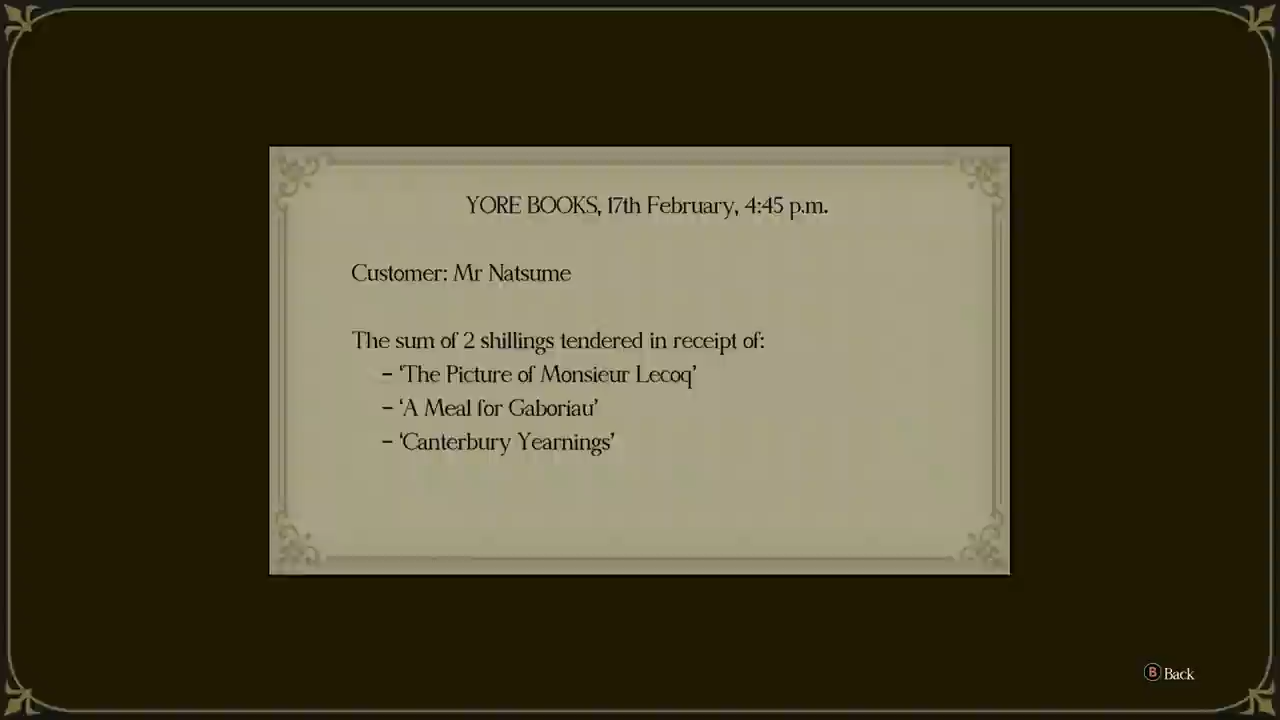 YORE BOOKS, 17th February, 4:45 p.m.
Customer: Mr Natsume
The sum of 2 shillings tendered in receipt of:
– ‘The Picture of Monsieur Lecoq’
– ‘A Meal for Gaboriau’
– ‘Canterbury Yearnings’
B Back